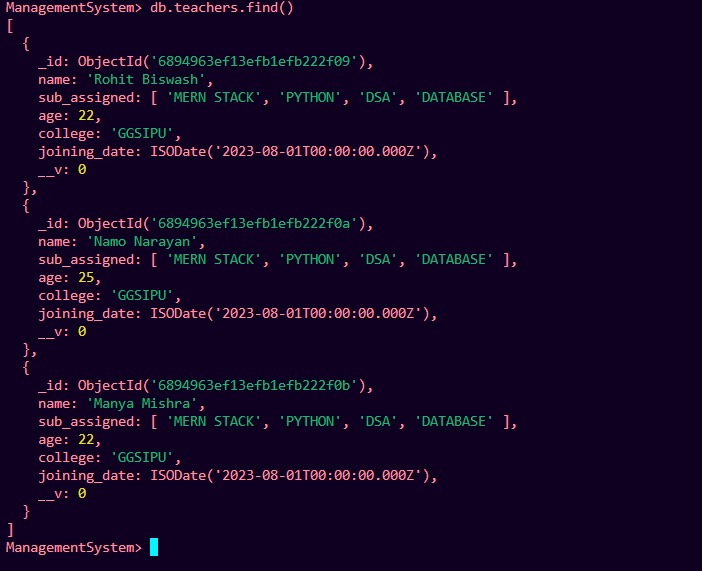 ManagementSystem> db.teachers.find()
[
  {
    _id: ObjectId('6894963ef13efb1efb222f09'),
    name: 'Rohit Biswash',
    sub_assigned: [ 'MERN STACK', 'PYTHON', 'DSA', 'DATABASE' ],
    age: 22,
    college: 'GGSIPU',
    joining_date: ISODate('2023-08-01T00:00:00.000Z'),
    __v: 0
  },
  {
    _id: ObjectId('6894963ef13efb1efb222f0a'),
    name: 'Namo Narayan',
    sub_assigned: [ 'MERN STACK', 'PYTHON', 'DSA', 'DATABASE' ],
    age: 25,
    college: 'GGSIPU',
    joining_date: ISODate('2023-08-01T00:00:00.000Z'),
    __v: 0
  },
  {
    _id: ObjectId('6894963ef13efb1efb222f0b'),
    name: 'Manya Mishra',
    sub_assigned: [ 'MERN STACK', 'PYTHON', 'DSA', 'DATABASE' ],
    age: 22,
    college: 'GGSIPU',
    joining_date: ISODate('2023-08-01T00:00:00.000Z'),
    __v: 0
  }
]
ManagementSystem>